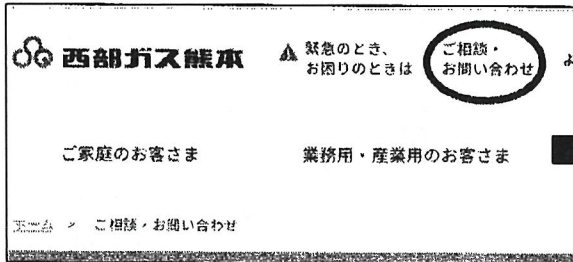 西部ガス熊本
緊急のとき、
お困りのときは
ご相談・
お問い合わせ
よ
ご家庭のお客さま
業務用・産業用のお客さま
> ご相談・お問い合わせ